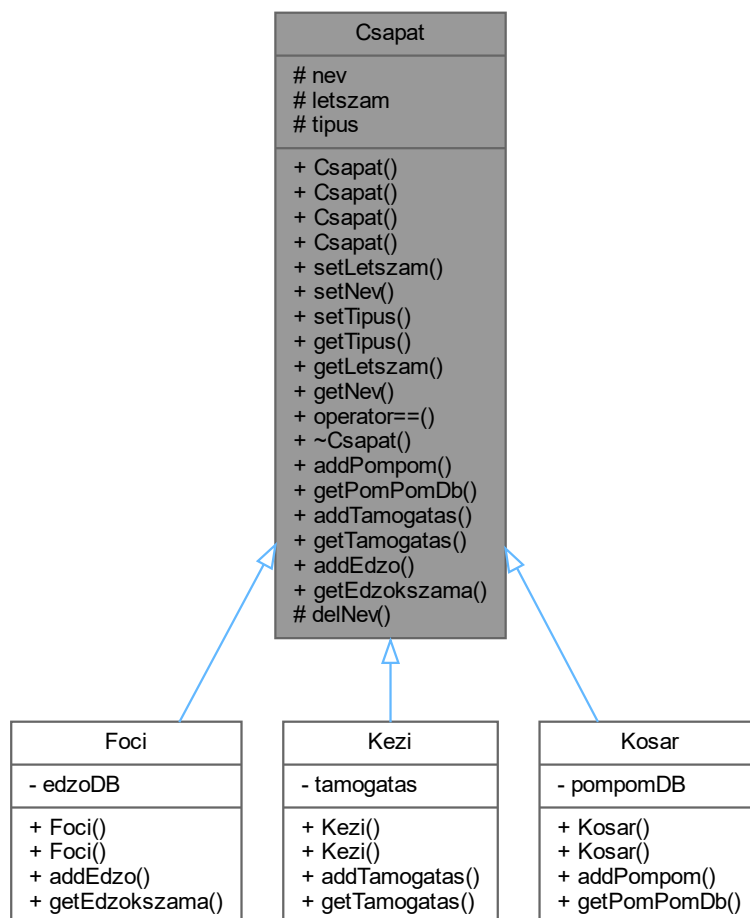 Csapat
# nev
# letszam
# tipus
+ Csapat()
+ Csapat()
+ Csapat()
+ Csapat()
+ setLetszam()
+ setNev()
+ setTipus()
+ getTipus()
+ getLetszam()
+ getNev()
+ operator==()
+ ~Csapat()
+ addPompom()
+ getPomPomDb()
+ addTamogatas()
+ getTamogatas()
+ addEdzo()
+ getEdzokszama()
# delNev()
Foci
- edzoDB
+ Foci()
+ Foci()
+ addEdzo()
+ getEdzokszama()
Kezi
- tamogatas
+ Kezi()
+ Kezi()
+ addTamogatas()
+ getTamogatas()
Kosar
- pompomDB
+ Kosar()
+ Kosar()
+ addPompom()
+ getPomPomDb()